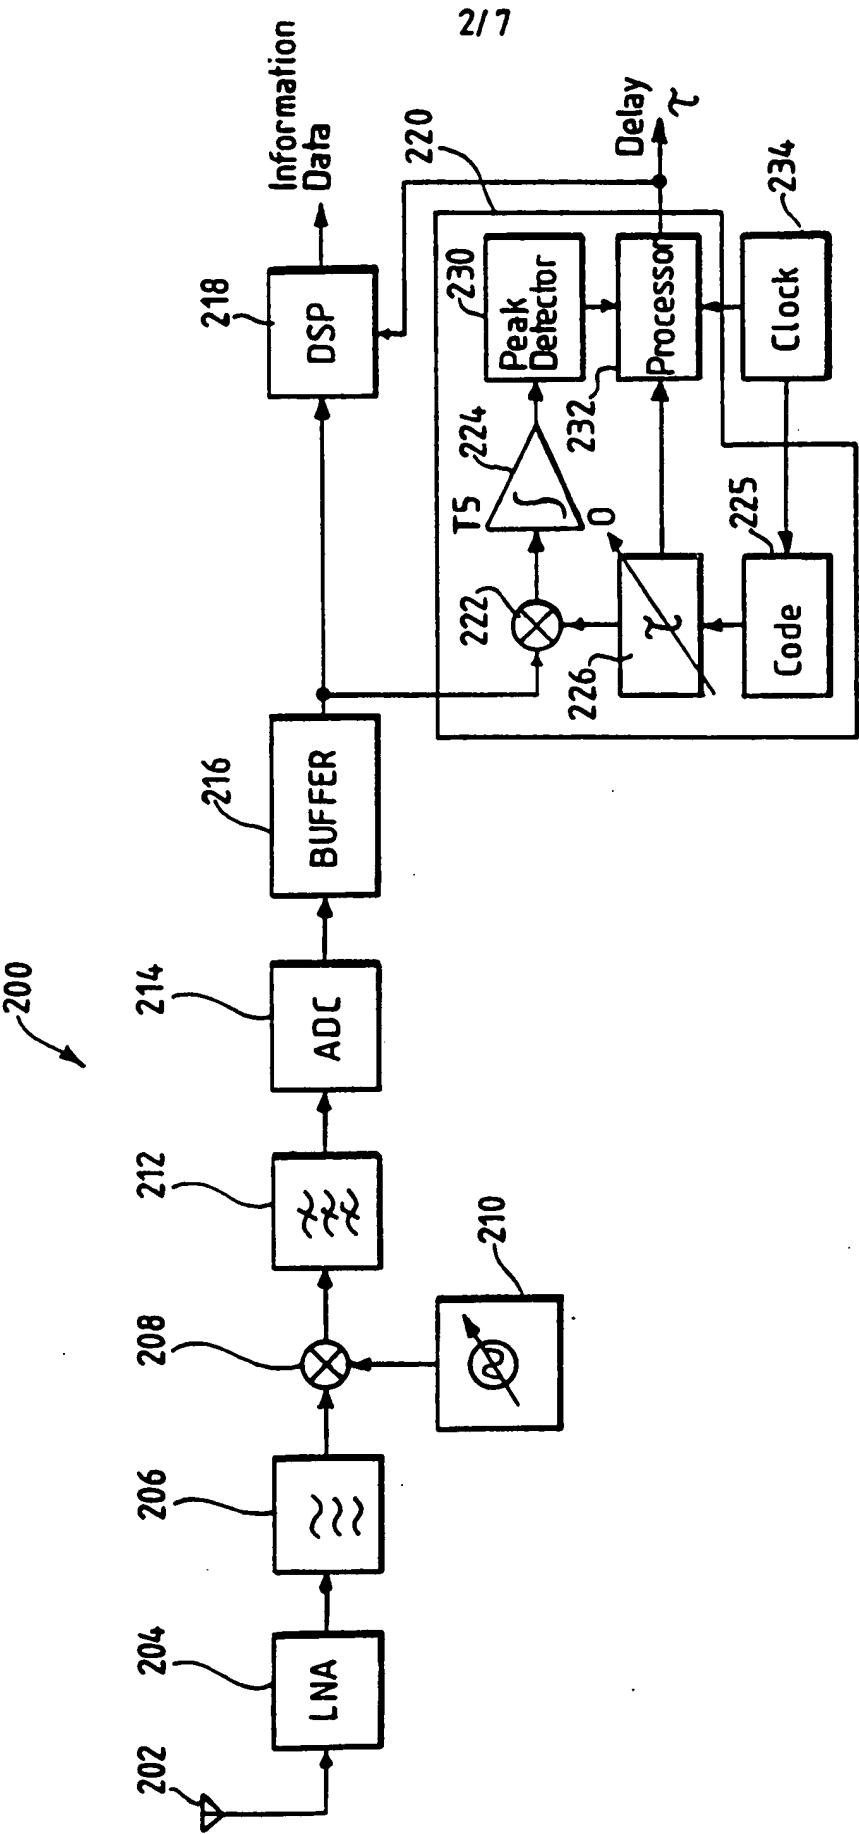 2/7
200
202
204
LNA
206
208
210
212
214
ADC
216
BUFFER
218
DSP
Information
Data
220
222
TS
224
0
226
τ
225
Code
230
Peak
Detector
232
Processor
234
Clock
Delay
τ